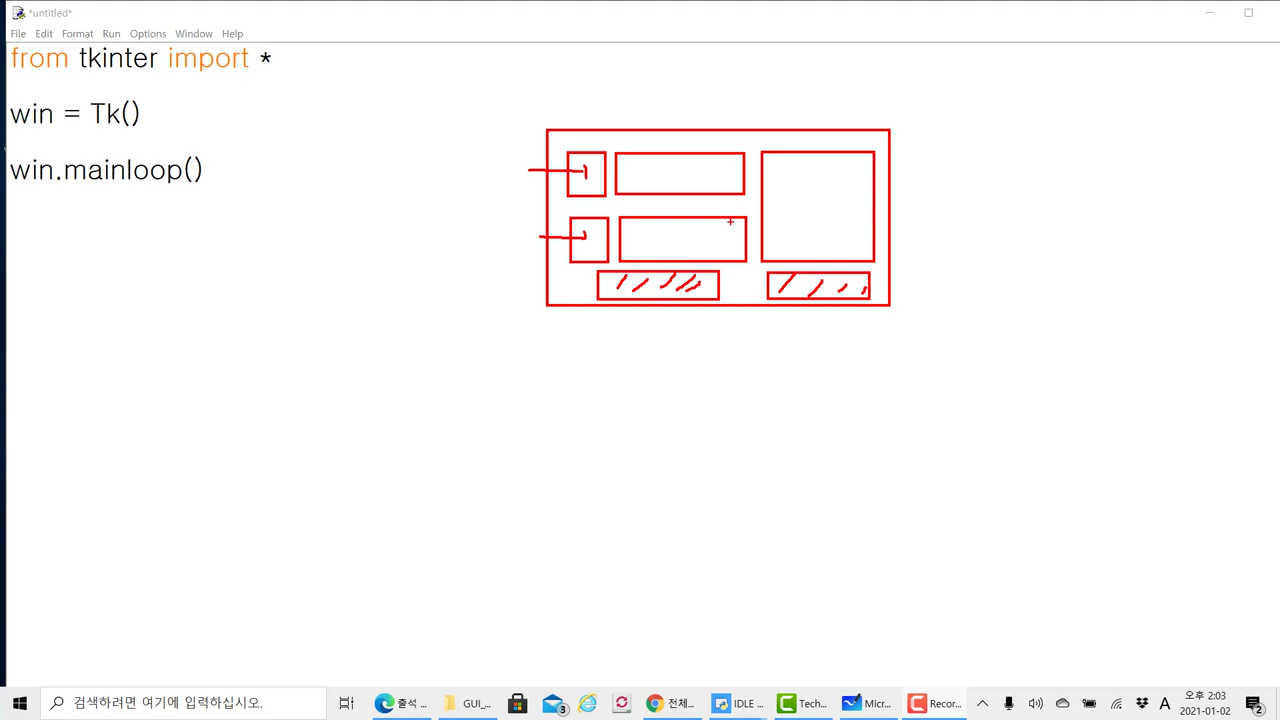 *untitled*
File Edit Format Run Options Window Help
from tkinter import *
win = Tk()
win.mainloop()
검색하려면 여기에 입력하십시오.
출석 ...
GUI_...
3
전체...
IDLE ...
Tech...
Micr...
Recor...
A
오후 2:03
2021-01-02
2